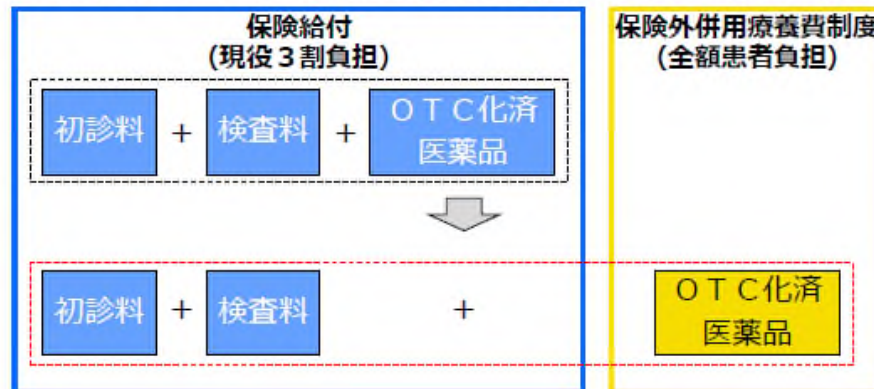 保険給付
(現役３割負担)
保険外併用療養費制度
(全額患者負担)
初診料 + 検査料 + ＯＴＣ化済
医薬品
初診料 + 検査料 + ＯＴＣ化済
医薬品